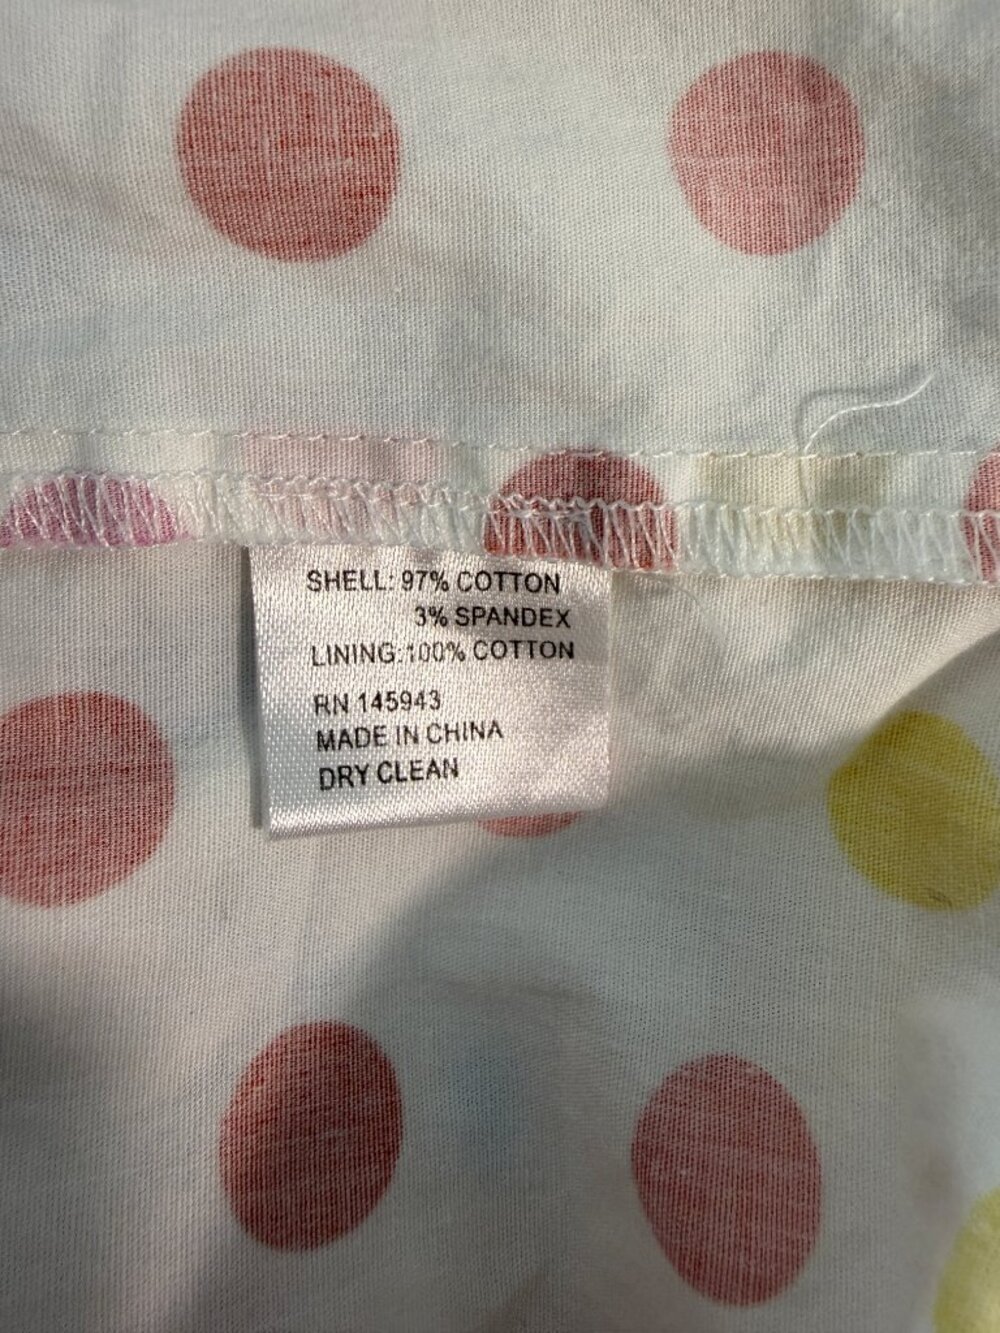 SHELL: 97% COTTON
3% SPANDEX
LINING:100% COTTON
RN 145943
MADE IN CHINA
DRY CLEAN